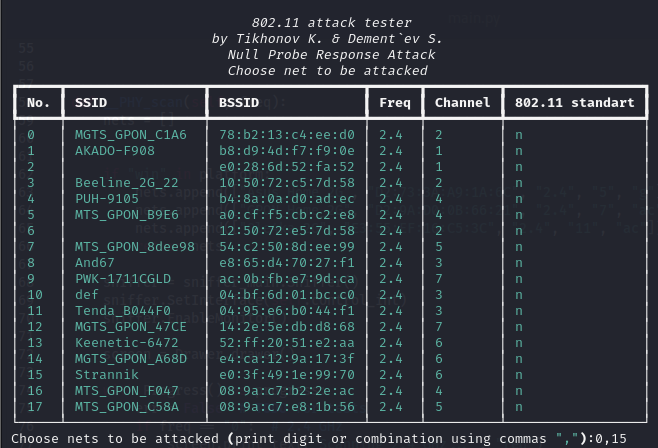 802.11 attack tester
by Tikhonov K. & Dement`ev S.
Null Probe Response Attack
Choose net to be attacked
No. SSID BSSID Freq Channel 802.11 standart
0 MGTS_GPON_C1A6 78:b2:13:c4:ee:d0 2.4 2 n
1 AKADO-F908 b8:d9:4d:f7:f9:0e 2.4 1 n
2 e0:28:6d:52:fa:52 2.4 1 n
3 Beeline_2G_22 10:50:72:c5:7d:58 2.4 2 n
4 PUH-9105 b4:8a:0a:d0:ad:ec 2.4 4 n
5 MTS_GPON_B9E6 a0:cf:f5:cb:c2:e8 2.4 4 n
6 12:50:72:e5:7d:58 2.4 2 n
7 MTS_GPON_8dee98 54:c2:50:8d:ee:99 2.4 5 n
8 And67 e8:65:d4:70:27:f1 2.4 3 n
9 PWK-1711CGLD ac:0b:fb:e7:9d:ca 2.4 7 n
10 def 04:bf:6d:01:bc:c0 2.4 3 n
11 Tenda_B044F0 04:95:e6:b0:44:f1 2.4 3 n
12 MGTS_GPON_47CE 14:2e:5e:db:d8:68 2.4 7 n
13 Keenetic-6472 52:ff:20:51:e2:aa 2.4 6 n
14 MGTS_GPON_A68D e4:ca:12:9a:17:3f 2.4 6 n
15 Strannik e0:3f:49:1e:99:70 2.4 6 n
16 MTS_GPON_F047 08:9a:c7:b2:2e:ac 2.4 4 n
17 MTS_GPON_C58A 08:9a:c7:e8:1b:56 2.4 5 n
Choose nets to be attacked (print digit or combination using commas ","):0,15